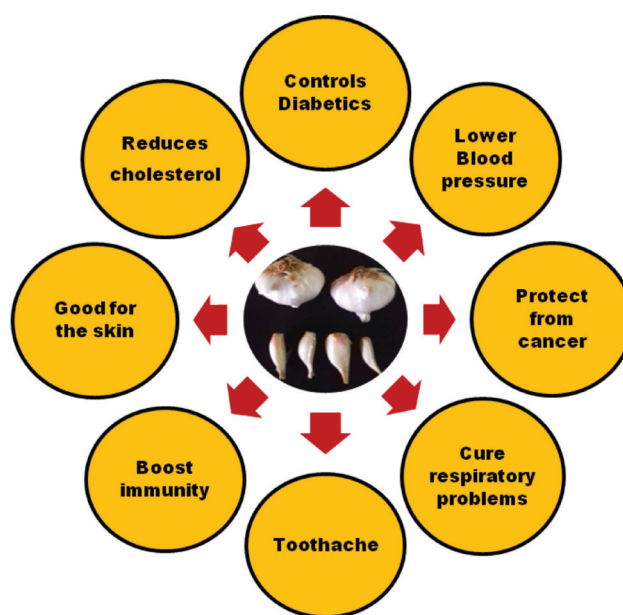 Controls
Diabetics
Lower
Blood
pressure
Protect
from
cancer
Cure
respiratory
problems
Toothache
Boost
immunity
Good for
the skin
Reduces
cholesterol